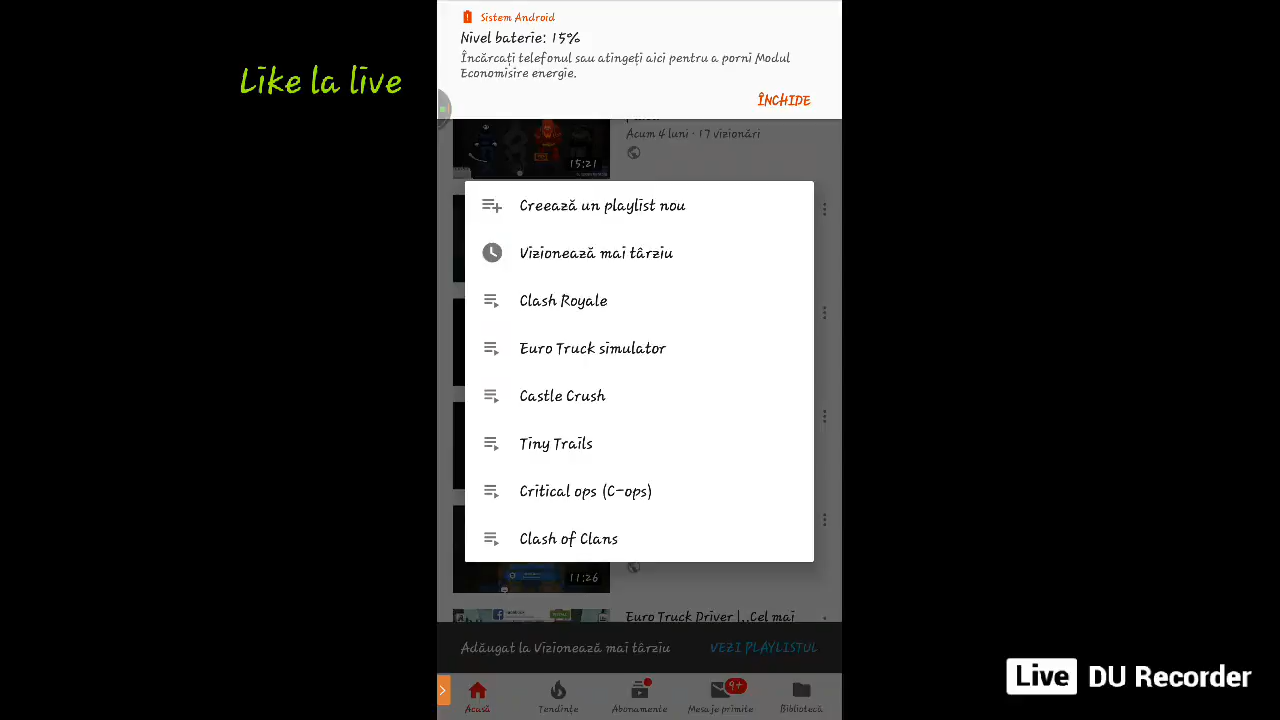 Sistem Android
Nivel baterie: 15%
Încărcați telefonul sau atingeți aici pentru a porni Modul
Economisire energie.
ÎNCHIDE
Like la live
Acum 4 luni · 17 vizionări
15:21
Creează un playlist nou
Vizionează mai târziu
Clash Royale
Euro Truck simulator
Castle Crush
Tiny Trails
Critical ops (C-ops)
Clash of Clans
11:26
Euro Truck Driver |..Cel mai
Adăugat la Vizionează mai târziu
VEZI PLAYLISTUL
Live DU Recorder
9+
Acasă
Tendințe
Abonamente
Mesaje primite
Bibliotecă